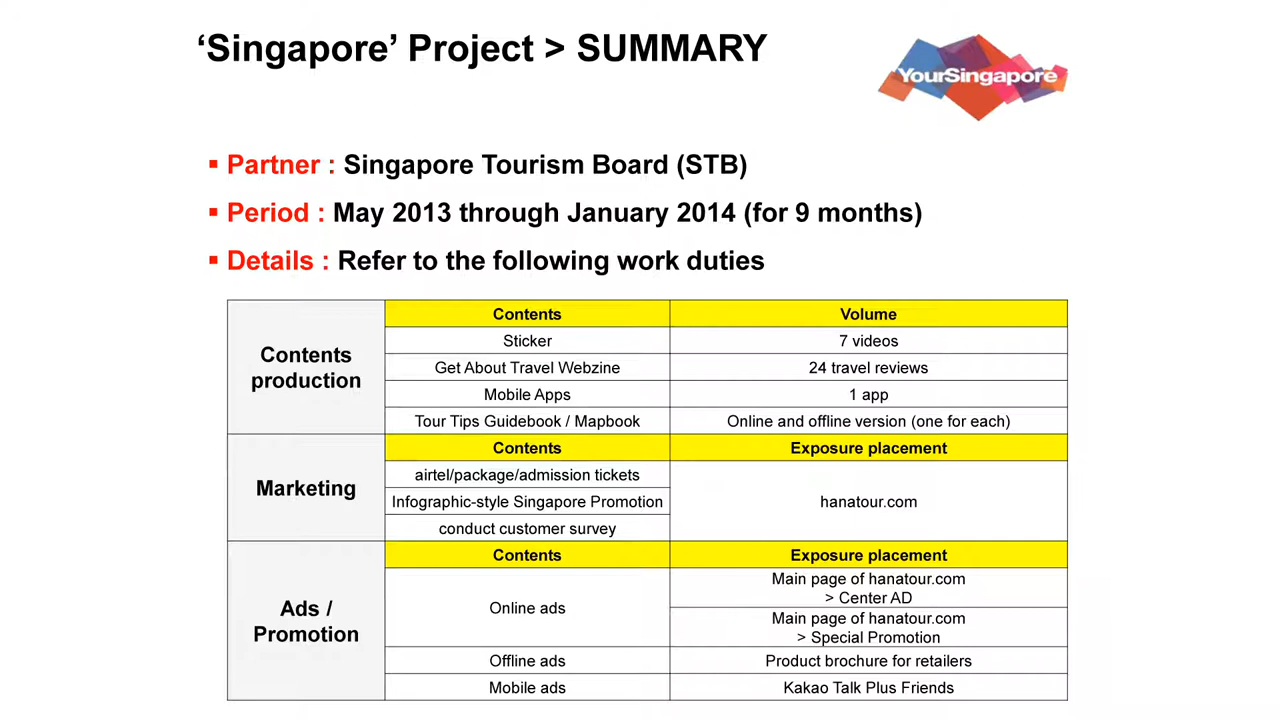 ‘Singapore’ Project > SUMMARY
YourSingapore
▪ Partner : Singapore Tourism Board (STB)
▪ Period : May 2013 through January 2014 (for 9 months)
▪ Details : Refer to the following work duties
Contents production
Contents Volume
Sticker 7 videos
Get About Travel Webzine 24 travel reviews
Mobile Apps 1 app
Tour Tips Guidebook / Mapbook Online and offline version (one for each)
Marketing
Contents Exposure placement
airtel/package/admission tickets
Infographic-style Singapore Promotion hanatour.com
conduct customer survey
Ads / Promotion
Contents Exposure placement
Online ads
Main page of hanatour.com
> Center AD
Main page of hanatour.com
> Special Promotion
Offline ads Product brochure for retailers
Mobile ads Kakao Talk Plus Friends